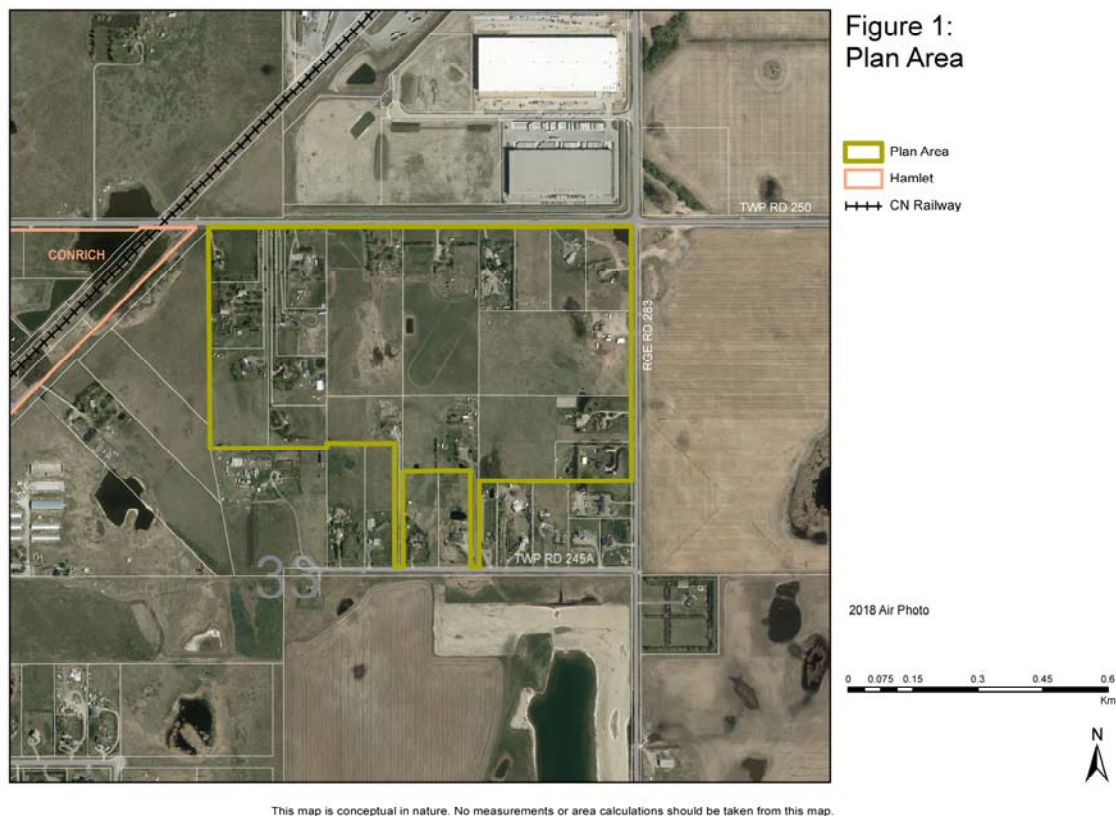 Figure 1:
Plan Area
Plan Area
Hamlet
CN Railway
TWP RD 250
CONRICH
RGE RD 283
TWP RD 245A
33
2018 Air Photo
0 0.075 0.15 0.3 0.45 0.6
Km
N
This map is conceptual in nature. No measurements or area calculations should be taken from this map.